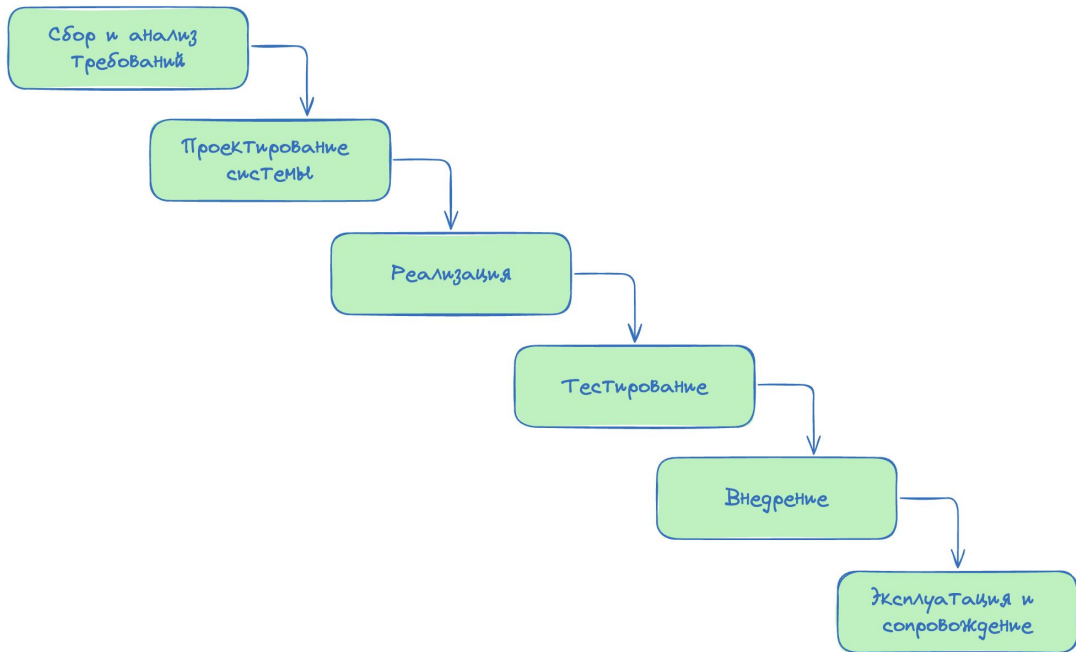 Сбор и анализ
требований
Проектирование
системы
Реализация
Тестирование
Внедрение
Эксплуатация и
сопровождение